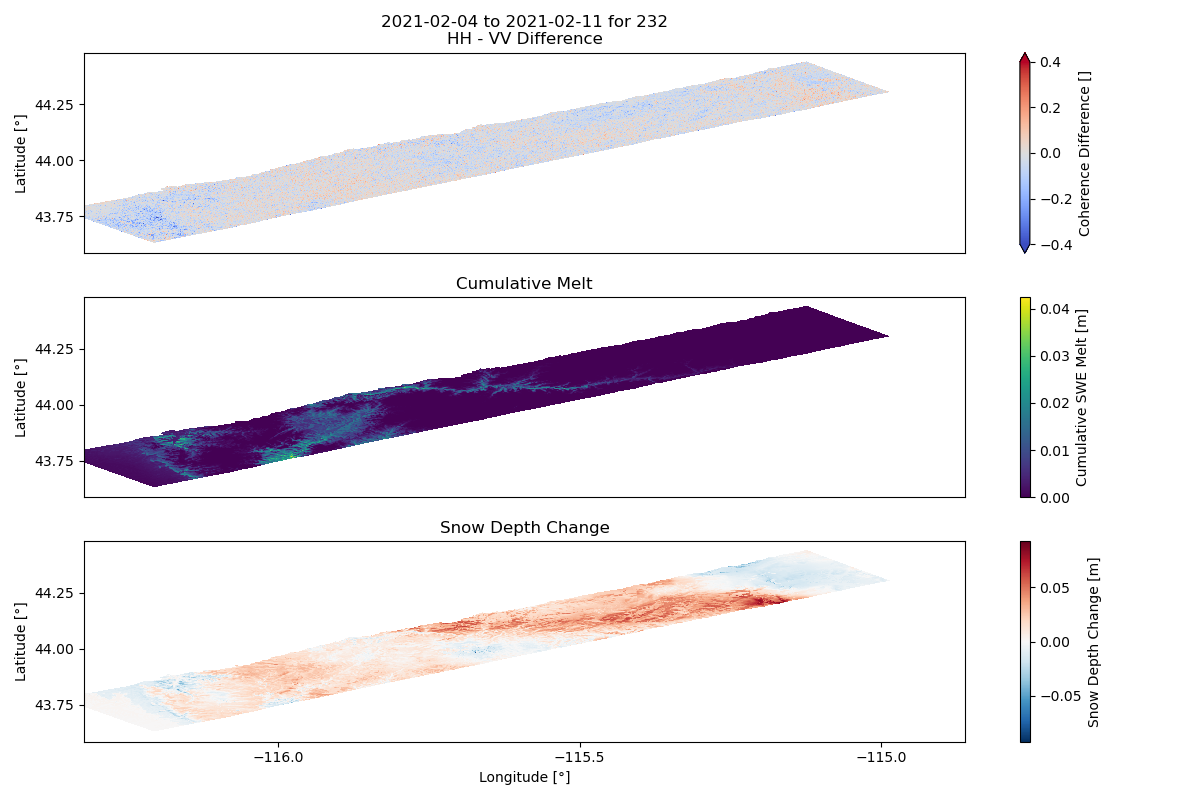 2021-02-04 to 2021-02-11 for 232
HH - VV Difference
44.25
44.00
43.75
Latitude [°]
0.4
0.2
0.0
−0.2
−0.4
Coherence Difference []
Cumulative Melt
44.25
44.00
43.75
Latitude [°]
0.04
0.03
0.02
0.01
0.00
Cumulative SWE Melt [m]
Snow Depth Change
44.25
44.00
43.75
Latitude [°]
0.05
0.00
−0.05
Snow Depth Change [m]
−116.0 −115.5 −115.0
Longitude [°]